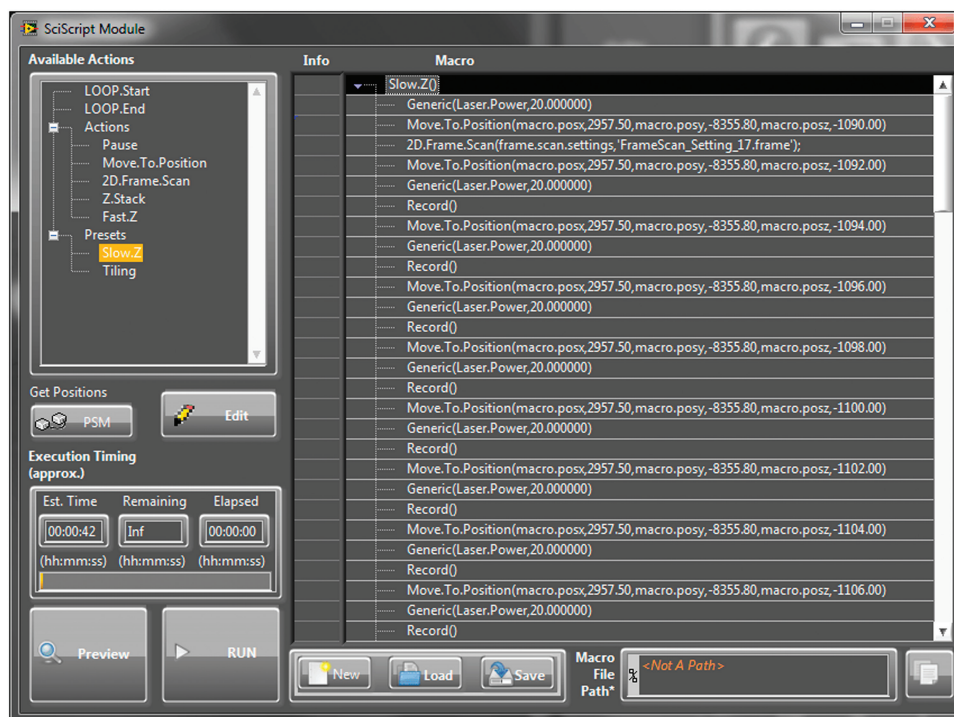 SciScript Module
Available Actions
LOOP.Start
LOOP.End
Actions
Pause
Move.To.Position
2D.Frame.Scan
Z.Stack
Fast.Z
Presets
Slow.Z
Tiling
Get Positions
PSM
Edit
Execution Timing
(approx.)
Est. Time Remaining Elapsed
00:00:42 Inf 00:00:00
(hh:mm:ss) (hh:mm:ss) (hh:mm:ss)
Preview
RUN
Info Macro
Slow.Z()
Generic(Laser.Power,20.000000)
Move.To.Position(macro.posx,2957.50,macro.posy,-8355.80,macro.posz,-1090.00)
2D.Frame.Scan(frame.scan.settings,'FrameScan_Setting_17.frame');
Move.To.Position(macro.posx,2957.50,macro.posy,-8355.80,macro.posz,-1092.00)
Generic(Laser.Power,20.000000)
Record()
Move.To.Position(macro.posx,2957.50,macro.posy,-8355.80,macro.posz,-1094.00)
Generic(Laser.Power,20.000000)
Record()
Move.To.Position(macro.posx,2957.50,macro.posy,-8355.80,macro.posz,-1096.00)
Generic(Laser.Power,20.000000)
Record()
Move.To.Position(macro.posx,2957.50,macro.posy,-8355.80,macro.posz,-1098.00)
Generic(Laser.Power,20.000000)
Record()
Move.To.Position(macro.posx,2957.50,macro.posy,-8355.80,macro.posz,-1100.00)
Generic(Laser.Power,20.000000)
Record()
Move.To.Position(macro.posx,2957.50,macro.posy,-8355.80,macro.posz,-1102.00)
Generic(Laser.Power,20.000000)
Record()
Move.To.Position(macro.posx,2957.50,macro.posy,-8355.80,macro.posz,-1104.00)
Generic(Laser.Power,20.000000)
Record()
Move.To.Position(macro.posx,2957.50,macro.posy,-8355.80,macro.posz,-1106.00)
Generic(Laser.Power,20.000000)
Record()
New Load Save
Macro
File
Path*
<Not A Path>